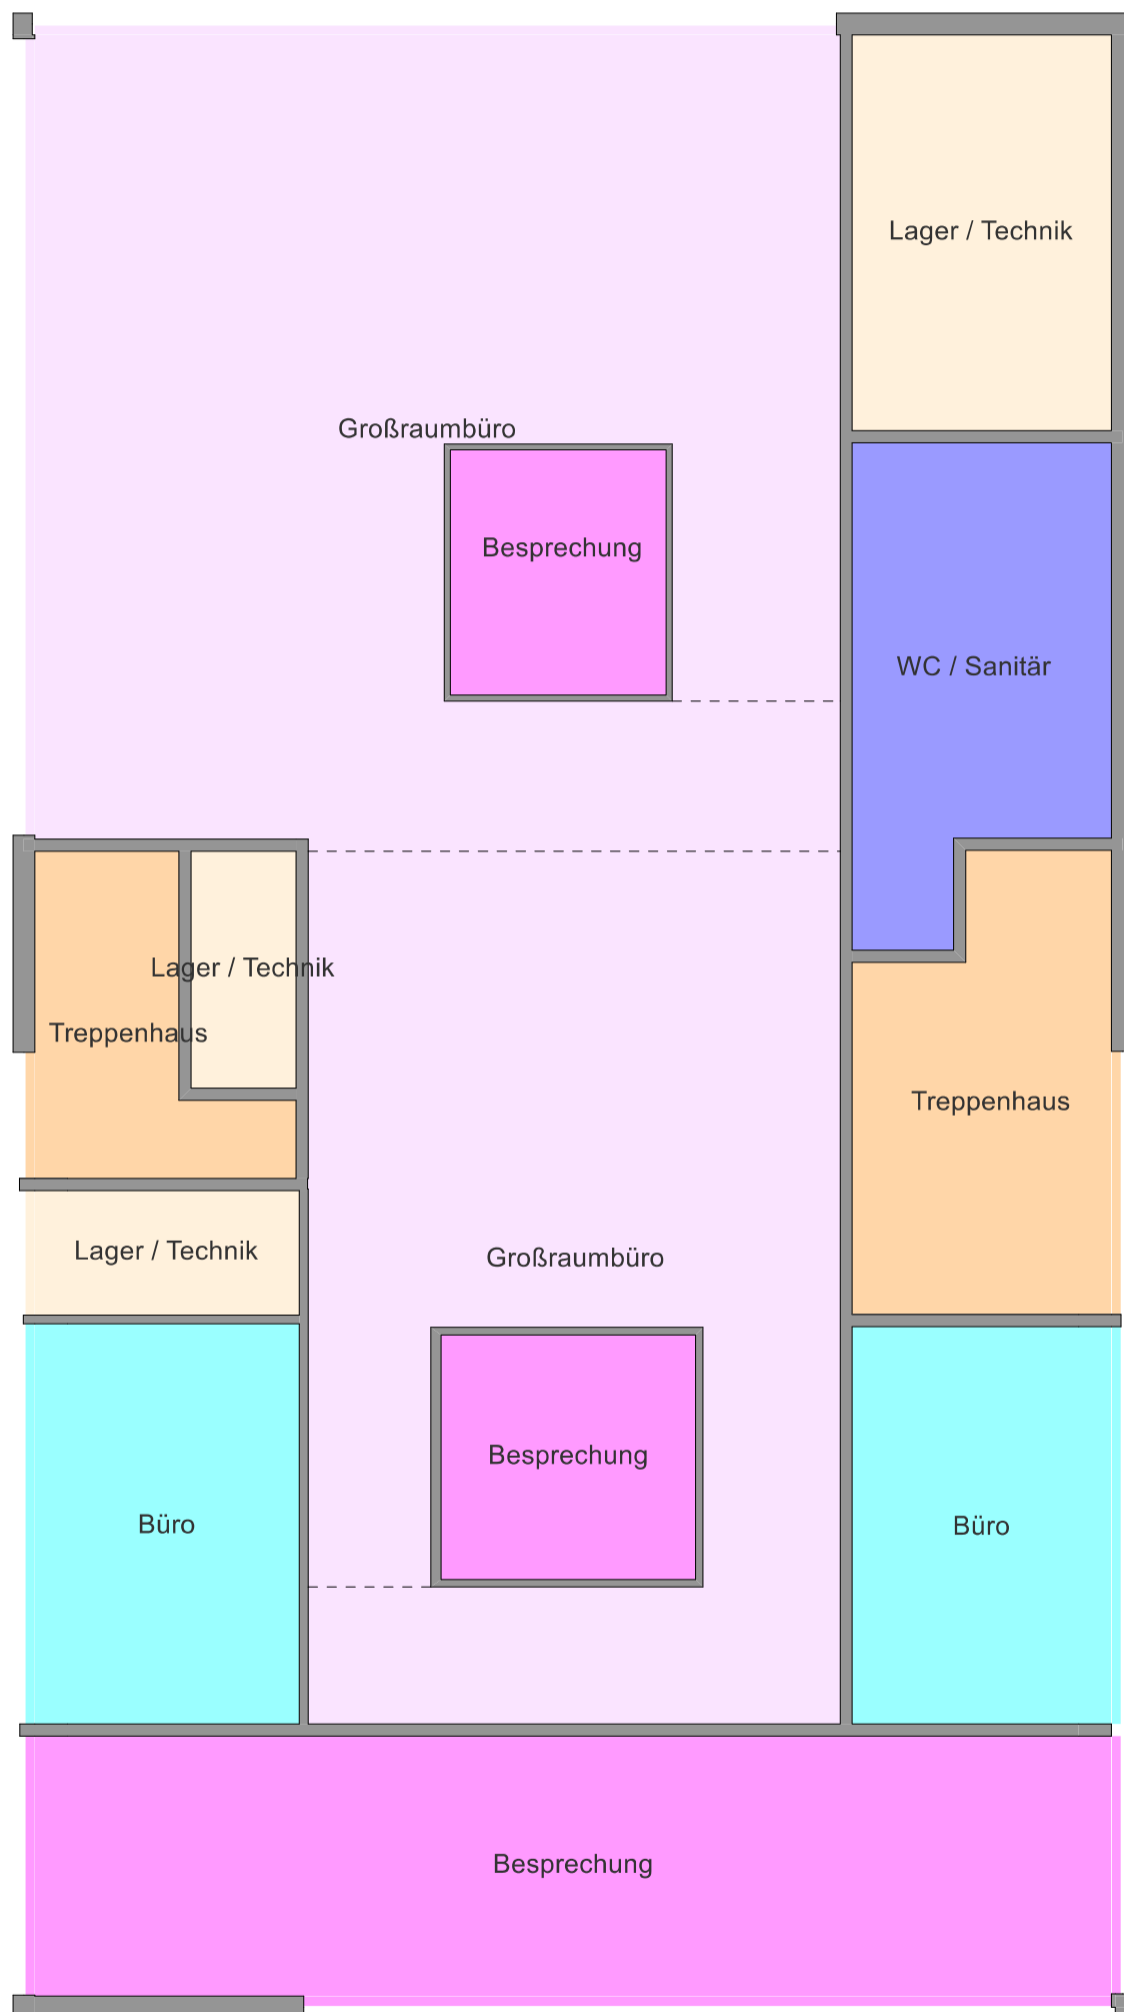 Lager / Technik
Großraumbüro
Besprechung
WC / Sanitär
Lager / Technik
Treppenhaus
Treppenhaus
Lager / Technik
Großraumbüro
Besprechung
Büro
Büro
Besprechung